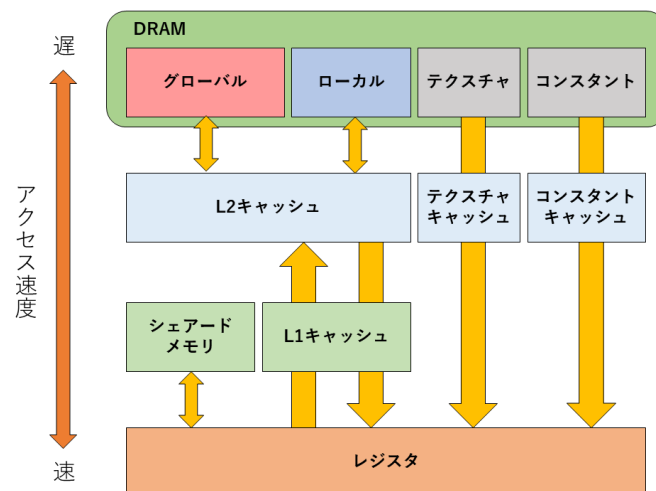 DRAM
遅
グローバル
ローカル
テクスチャ
コンスタント
アクセス速度
L2キャッシュ
テクスチャ
キャッシュ
コンスタント
キャッシュ
シェアード
メモリ
L1キャッシュ
レジスタ
速